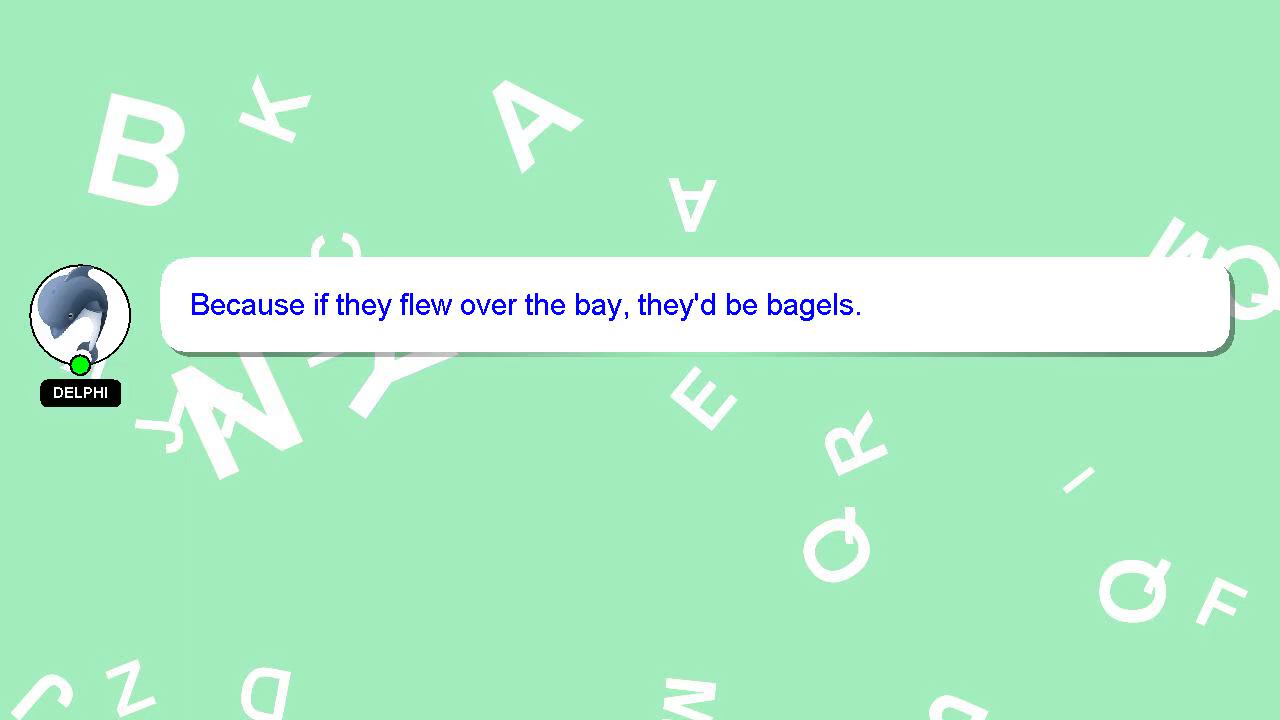 B
K
A
A
C
M
Q
Because if they flew over the bay, they'd be bagels.
DELPHI
N
Y
J
A
E
R
I
Q
Q
F
J
Z
D
M